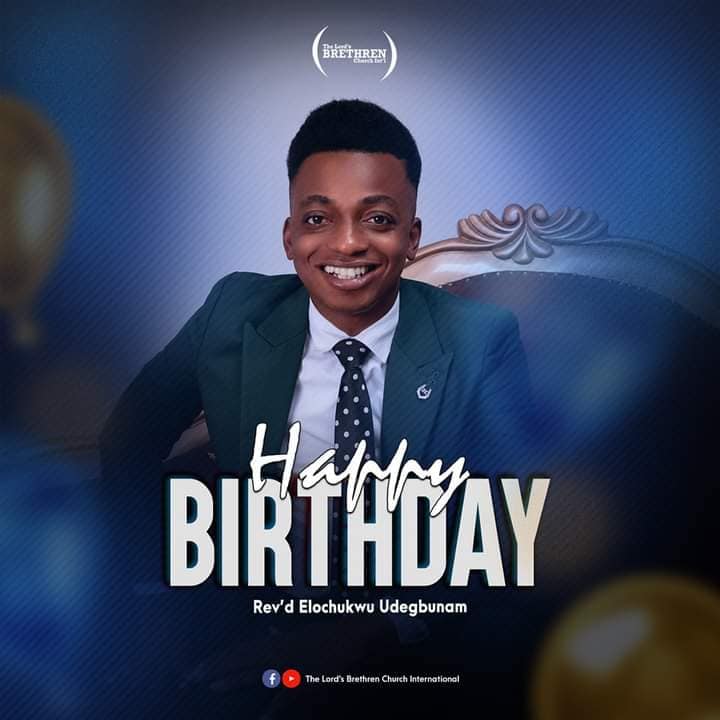 The Lord's
BRETHREN
Church Int'l
Happy
BIRTHDAY
Rev'd Elochukwu Udegbunam
The Lord's Brethren Church International